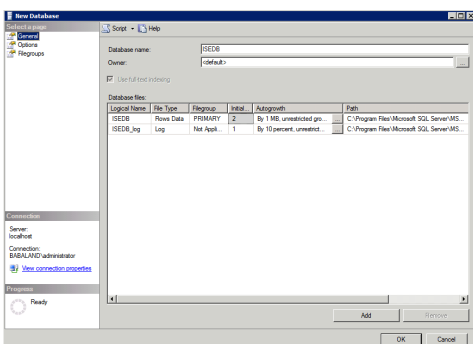 New Database
Select a page
General
Options
Filegroups
Script
Help
Database name:
ISEDB
Owner:
<default>
...
Use full-text indexing
Database files:
Logical Name File Type Filegroup Initial... Autogrowth Path
ISEDB Rows Data PRIMARY 2 By 1 MB, unrestricted gro... ... C:\Program Files\Microsoft SQL Server\MS...
ISEDB_log Log Not Appli... 1 By 10 percent, unrestrict... ... C:\Program Files\Microsoft SQL Server\MS...
Connection
Server:
localhost
Connection:
BABALAND\administrator
View connection properties
Progress
Ready
Add
Remove
OK
Cancel